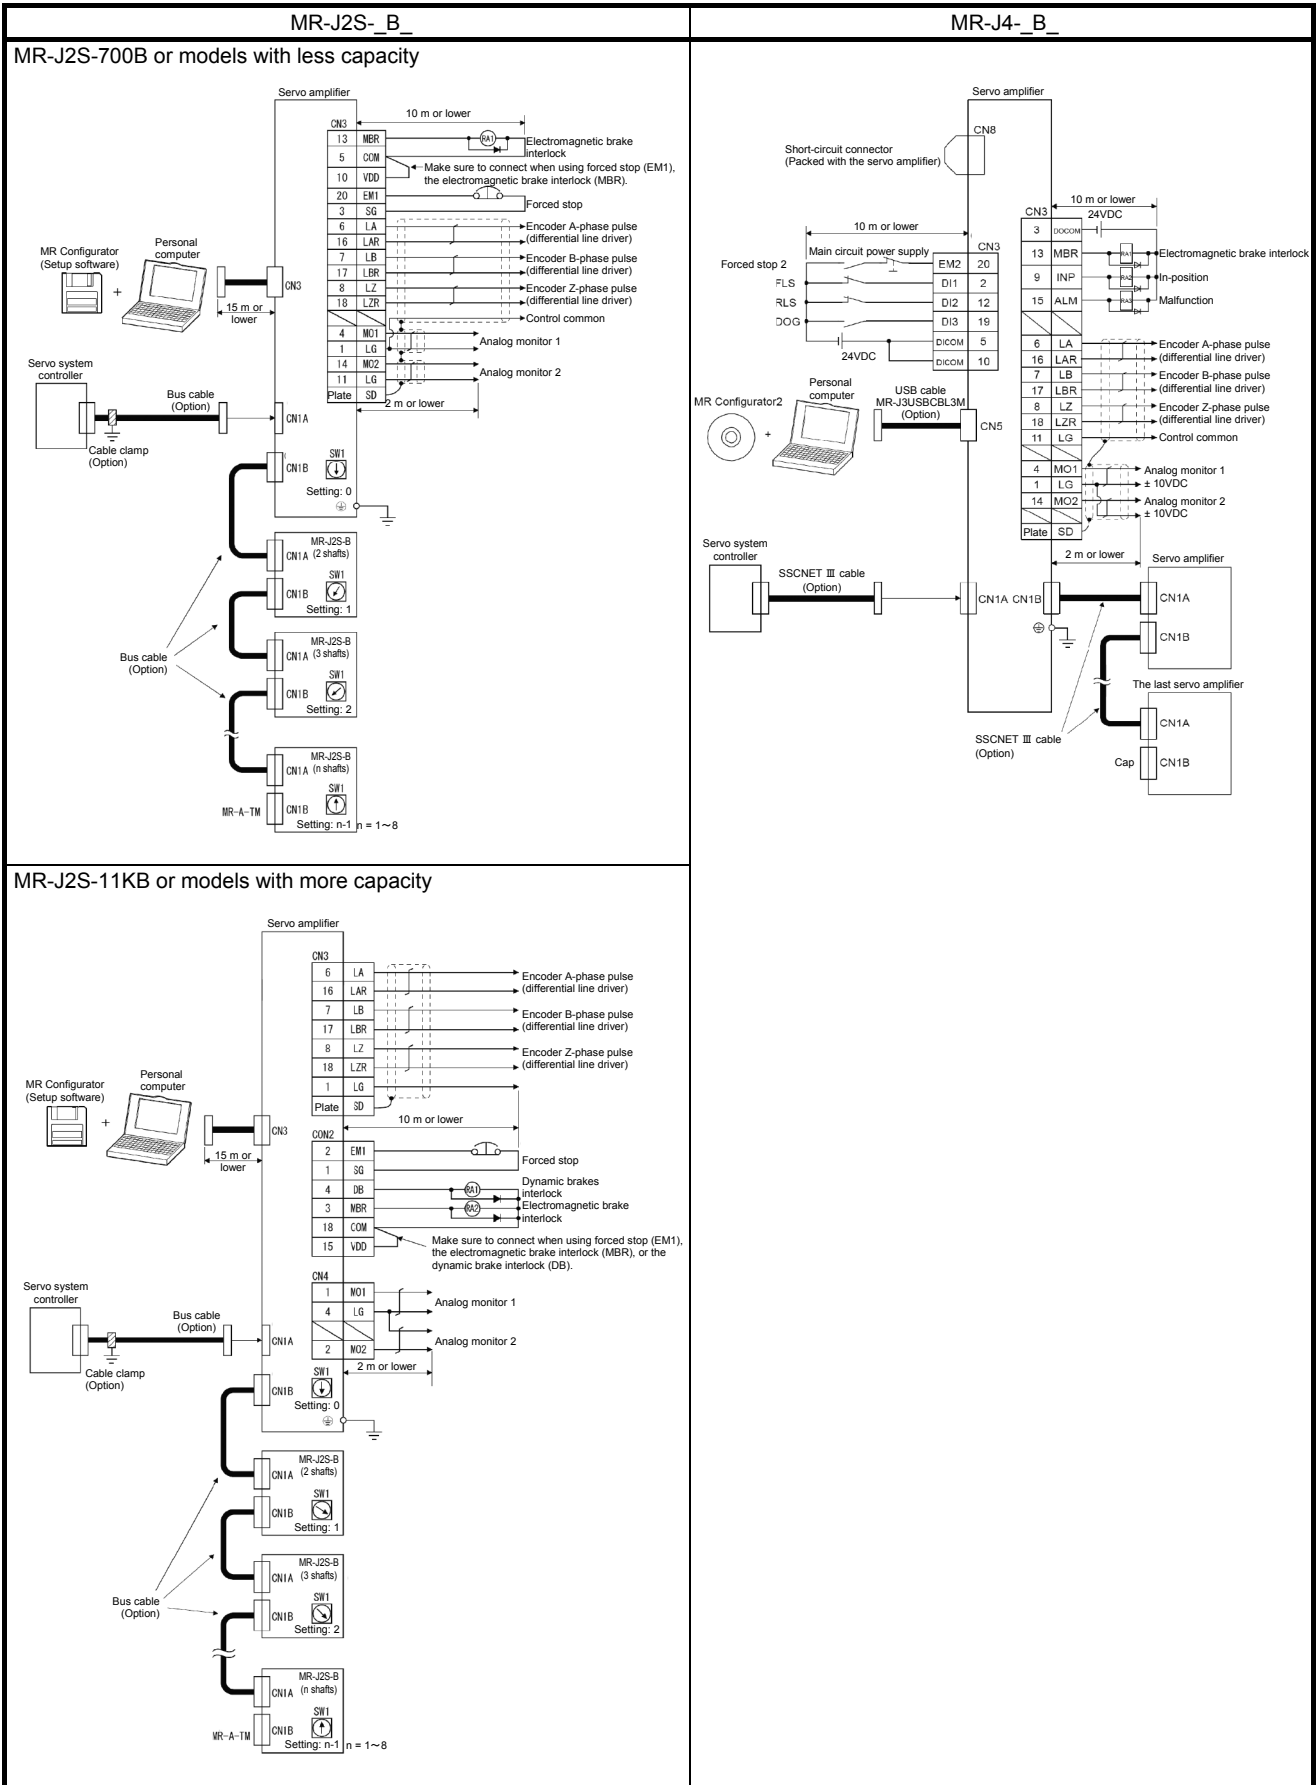 MR-J2S-_B_
MR-J4-_B_
MR-J2S-700B or models with less capacity
Servo amplifier
10 m or lower
CN3
13 MBR
RA1
Electromagnetic brake
interlock
5 COM
Make sure to connect when using forced stop (EM1),
the electromagnetic brake interlock (MBR).
10 VDD
20 EM1
3 SG
Forced stop
6 LA
Encoder A-phase pulse
16 LAR
(differential line driver)
7 LB
Encoder B-phase pulse
17 LBR
(differential line driver)
8 LZ
Encoder Z-phase pulse
18 LZR
(differential line driver)
Control common
4 MO1
Analog monitor 1
1 LG
14 MO2
Analog monitor 2
11 LG
Plate SD
2 m or lower
MR Configurator
(Setup software)
+
Personal
computer
15 m or
lower
CN3
Servo system
controller
Bus cable
(Option)
Cable clamp
(Option)
CN1A
CN1B
SW1
Setting: 0
MR-J2S-B
CN1A (2 shafts)
SW1
CN1B
Setting: 1
MR-J2S-B
CN1A (3 shafts)
SW1
CN1B
Setting: 2
Bus cable
(Option)
MR-J2S-B
CN1A (n shafts)
SW1
MR-A-TM CN1B
Setting: n-1 n = 1～8
Servo amplifier
CN8
Short-circuit connector
(Packed with the servo amplifier)
10 m or lower
24VDC
CN3
3 DOCOM
13 MBR
RA1
Electromagnetic brake interlock
9 INP
RA2
In-position
15 ALM
RA3
Malfunction
6 LA
Encoder A-phase pulse
16 LAR
(differential line driver)
7 LB
Encoder B-phase pulse
17 LBR
(differential line driver)
8 LZ
Encoder Z-phase pulse
18 LZR
(differential line driver)
11 LG
Control common
4 MO1
Analog monitor 1
1 LG
± 10VDC
14 MO2
Analog monitor 2
± 10VDC
Plate SD
2 m or lower
10 m or lower
Main circuit power supply
CN3
Forced stop 2
EM2 20
FLS
DI1 2
RLS
DI2 12
DOG
DI3 19
DICOM 5
24VDC
DICOM 10
MR Configurator2
+
Personal
computer
USB cable
MR-J3USBCBL3M
(Option)
CN5
Servo system
controller
SSCNET Ⅲ cable
(Option)
CN1A CN1B
Servo amplifier
CN1A
CN1B
The last servo amplifier
CN1A
SSCNET Ⅲ cable
(Option)
Cap CN1B
MR-J2S-11KB or models with more capacity
Servo amplifier
CN3
6 LA
Encoder A-phase pulse
16 LAR
(differential line driver)
7 LB
Encoder B-phase pulse
17 LBR
(differential line driver)
8 LZ
Encoder Z-phase pulse
18 LZR
(differential line driver)
1 LG
Plate SD
10 m or lower
CON2
2 EM1
1 SG
Forced stop
4 DB
RA1
Dynamic brakes
interlock
3 MBR
RA2
Electromagnetic brake
interlock
18 COM
15 VDD
Make sure to connect when using forced stop (EM1),
the electromagnetic brake interlock (MBR), or the
dynamic brake interlock (DB).
CN4
1 MO1
Analog monitor 1
4 LG
Analog monitor 2
2 MO2
2 m or lower
MR Configurator
(Setup software)
+
Personal
computer
15 m or
lower
CN3
Servo system
controller
Bus cable
(Option)
Cable clamp
(Option)
CN1A
CN1B
SW1
Setting: 0
MR-J2S-B
CN1A (2 shafts)
SW1
CN1B
Setting: 1
MR-J2S-B
CN1A (3 shafts)
SW1
CN1B
Setting: 2
Bus cable
(Option)
MR-J2S-B
CN1A (n shafts)
SW1
MR-A-TM CN1B
Setting: n-1 n = 1～8